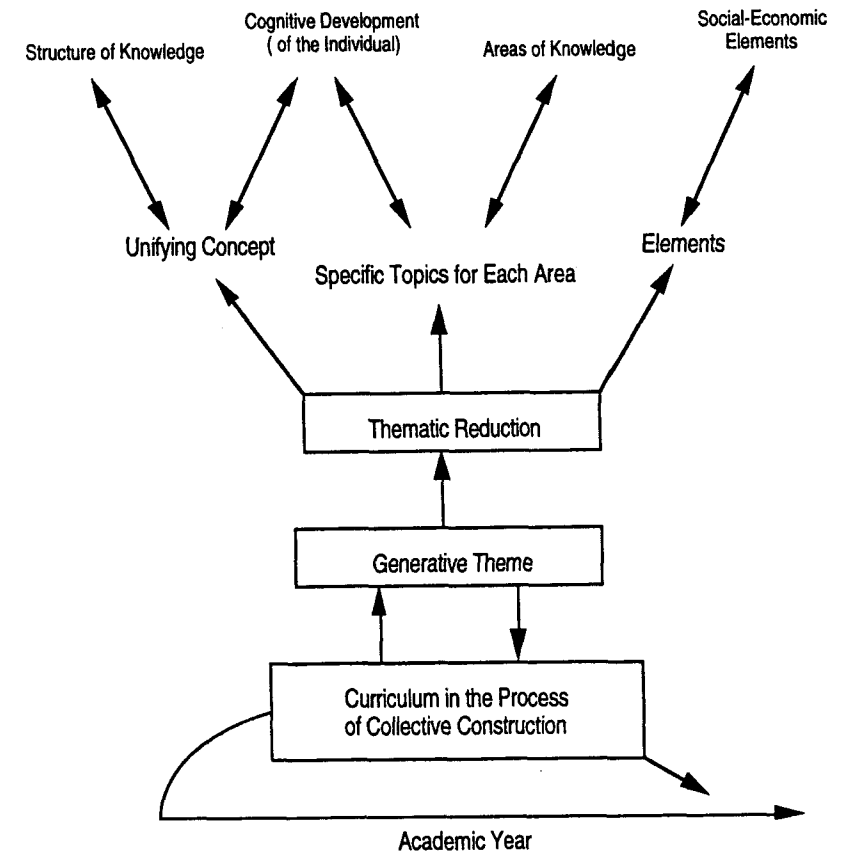 Structure of Knowledge
Cognitive Development
( of the Individual)
Areas of Knowledge
Social-Economic
Elements
Unifying Concept
Specific Topics for Each Area
Elements
Thematic Reduction
Generative Theme
Curriculum in the Process
of Collective Construction
Academic Year